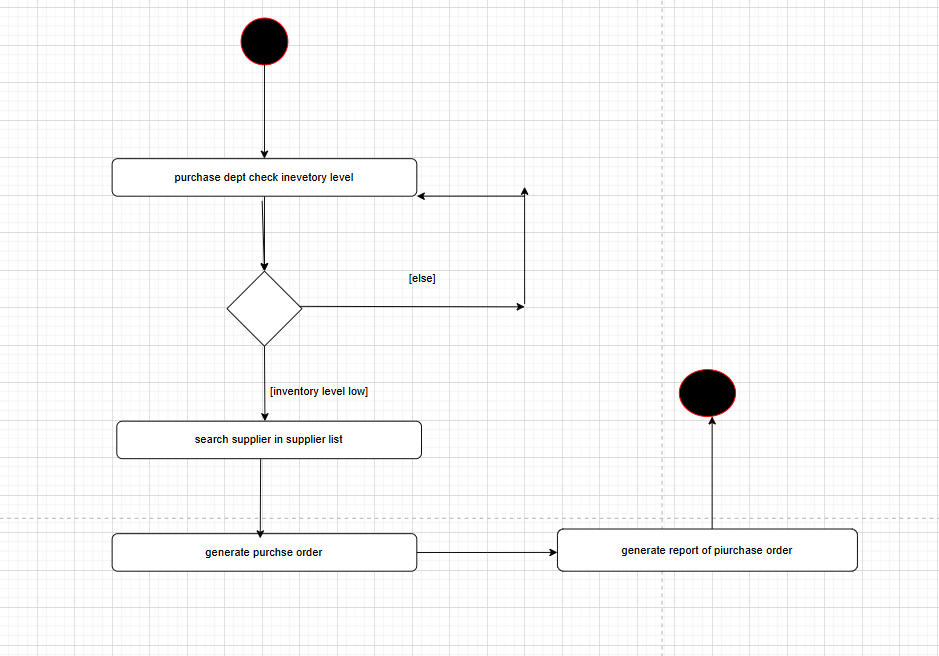 purchase dept check inevetory level
[else]
[inventory level low]
search supplier in supplier list
generate purchse order
generate report of piurchase order